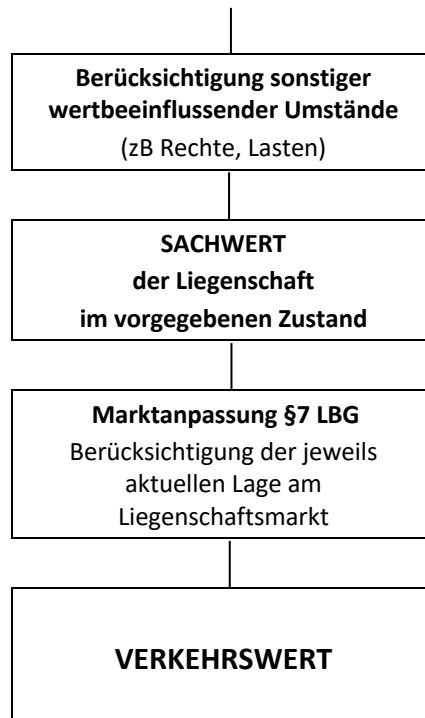 Berücksichtigung sonstiger
wertbeeinflussender Umstände
(zB Rechte, Lasten)
SACHWERT
der Liegenschaft
im vorgegebenen Zustand
Marktanpassung §7 LBG
Berücksichtigung der jeweils
aktuellen Lage am
Liegenschaftsmarkt
VERKEHRSWERT